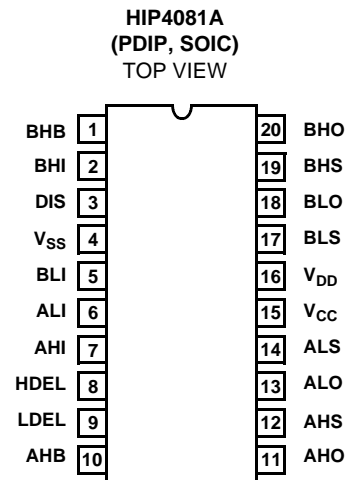 HIP4081A
(PDIP, SOIC)
TOP VIEW
BHB 1 20 BHO
BHI 2 19 BHS
DIS 3 18 BLO
VSS 4 17 BLS
BLI 5 16 VDD
ALI 6 15 VCC
AHI 7 14 ALS
HDEL 8 13 ALO
LDEL 9 12 AHS
AHB 10 11 AHO